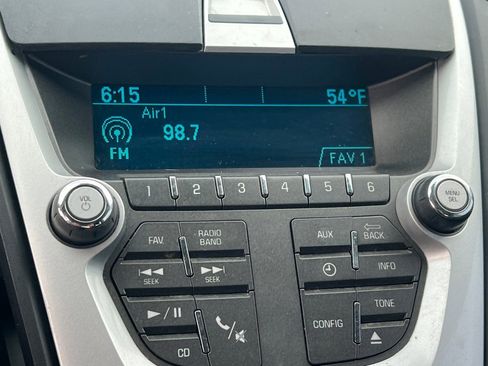 6:15 54°F
Air1
98.7
FM
FAV 1
1 2 3 4 5 6
VOL
MENU
SEL
FAV
RADIO
BAND
AUX
BACK
SEEK
SEEK
INFO
TONE
CONFIG
CD